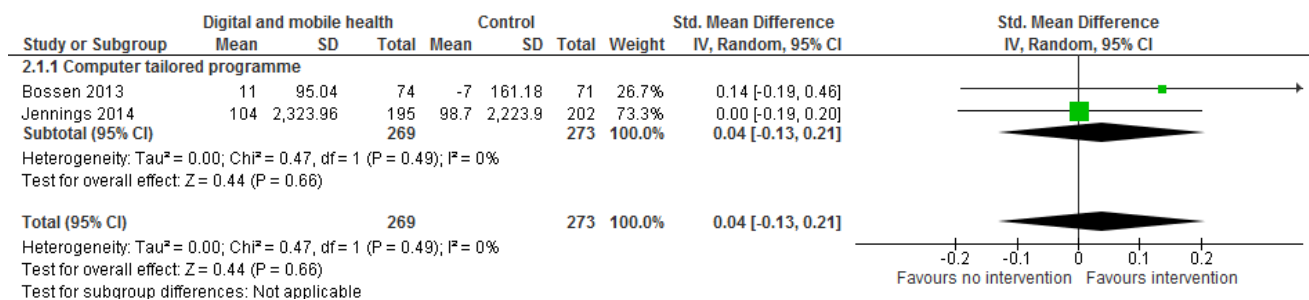 Digital and mobile health Control Std. Mean Difference Std. Mean Difference
Study or Subgroup Mean SD Total Mean SD Total Weight IV, Random, 95% CI IV, Random, 95% CI
2.1.1 Computer tailored programme
Bossen 2013 11 95.04 74 -7 161.18 71 26.7% 0.14 [-0.19, 0.46]
Jennings 2014 104 2,323.96 195 98.7 2,223.9 202 73.3% 0.00 [-0.19, 0.20]
Subtotal (95% CI) 269 273 100.0% 0.04 [-0.13, 0.21]
Heterogeneity: Tau² = 0.00; Chi² = 0.47, df = 1 (P = 0.49); I² = 0%
Test for overall effect: Z = 0.44 (P = 0.66)
Total (95% CI) 269 273 100.0% 0.04 [-0.13, 0.21]
Heterogeneity: Tau² = 0.00; Chi² = 0.47, df = 1 (P = 0.49); I² = 0%
Test for overall effect: Z = 0.44 (P = 0.66)
Test for subgroup differences: Not applicable
-0.2 -0.1 0 0.1 0.2
Favours no intervention Favours intervention